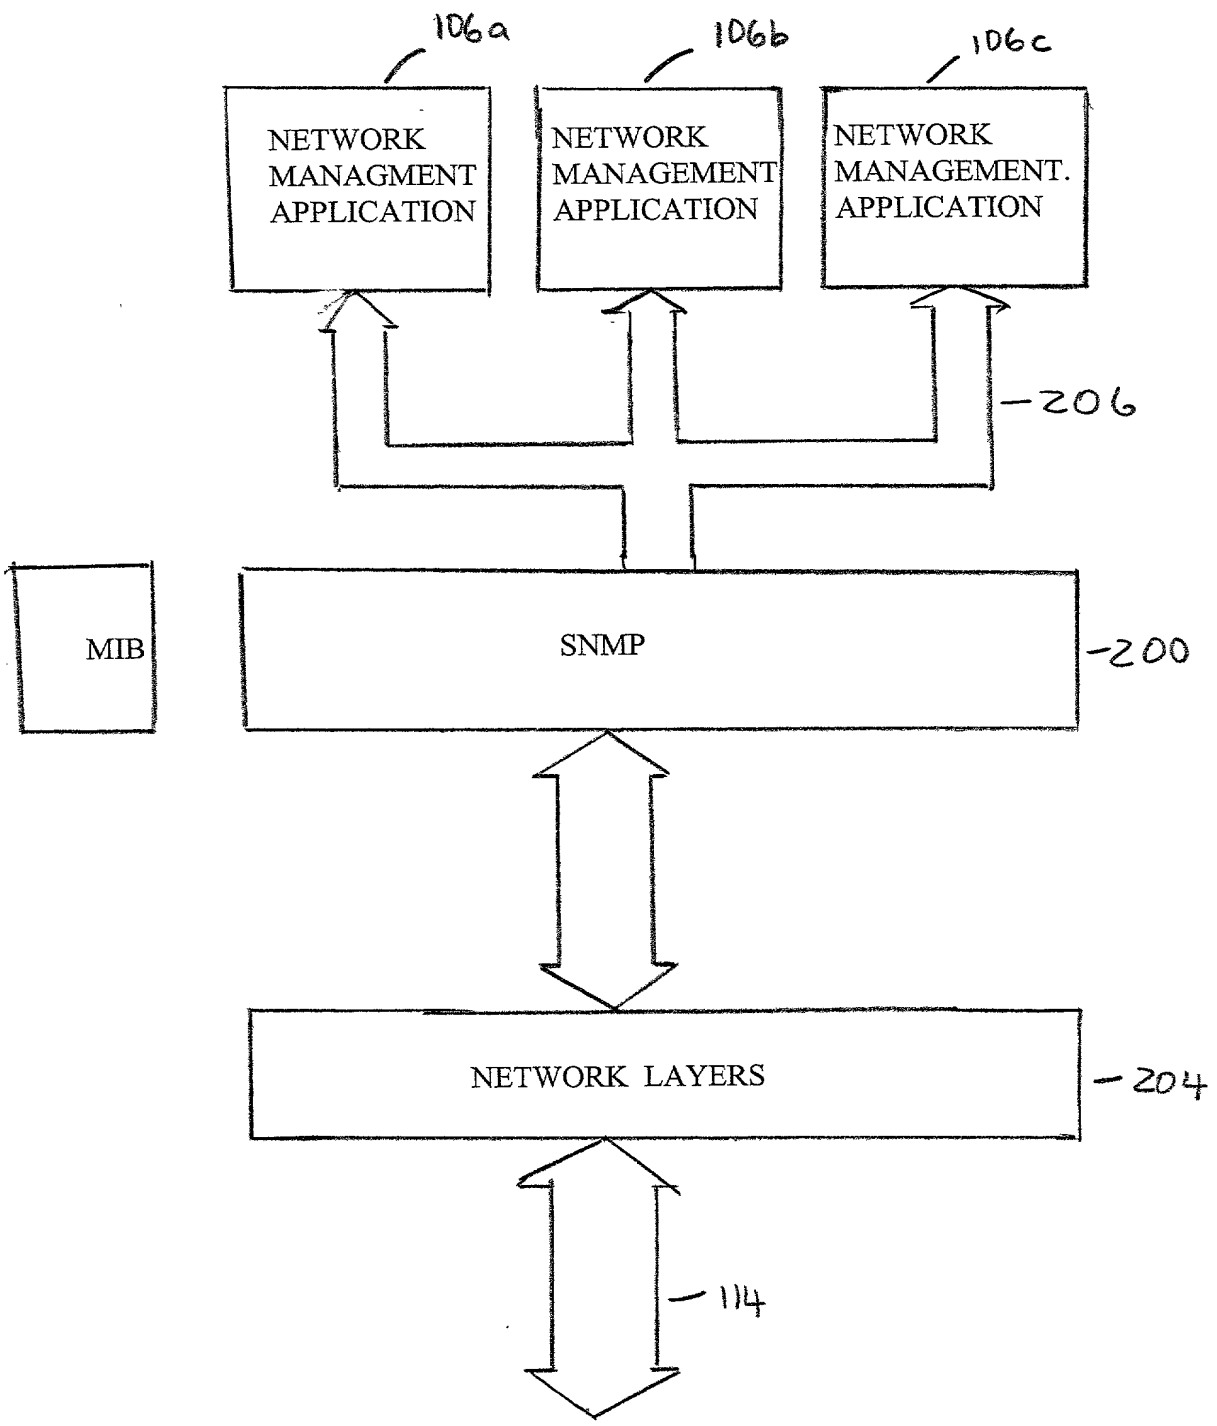 106a
106b
106c
NETWORK
MANAGMENT
APPLICATION
NETWORK
MANAGEMENT
APPLICATION
NETWORK
MANAGEMENT.
APPLICATION
206
MIB
SNMP
200
NETWORK LAYERS
204
114